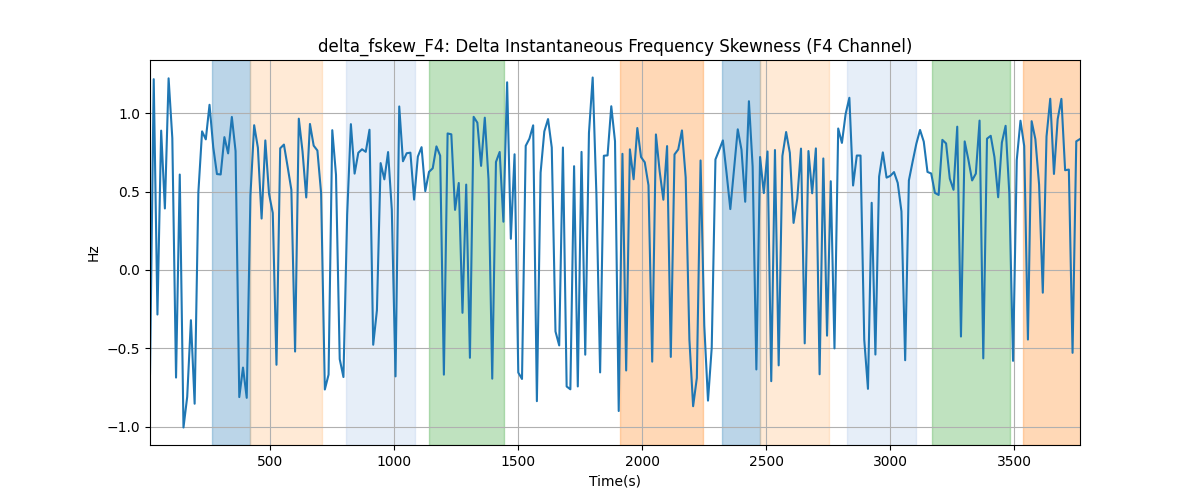 delta_fskew_F4: Delta Instantaneous Frequency Skewness (F4 Channel)
1.0
0.5
0.0
−0.5
−1.0
Hz
500 1000 1500 2000 2500 3000 3500
Time(s)